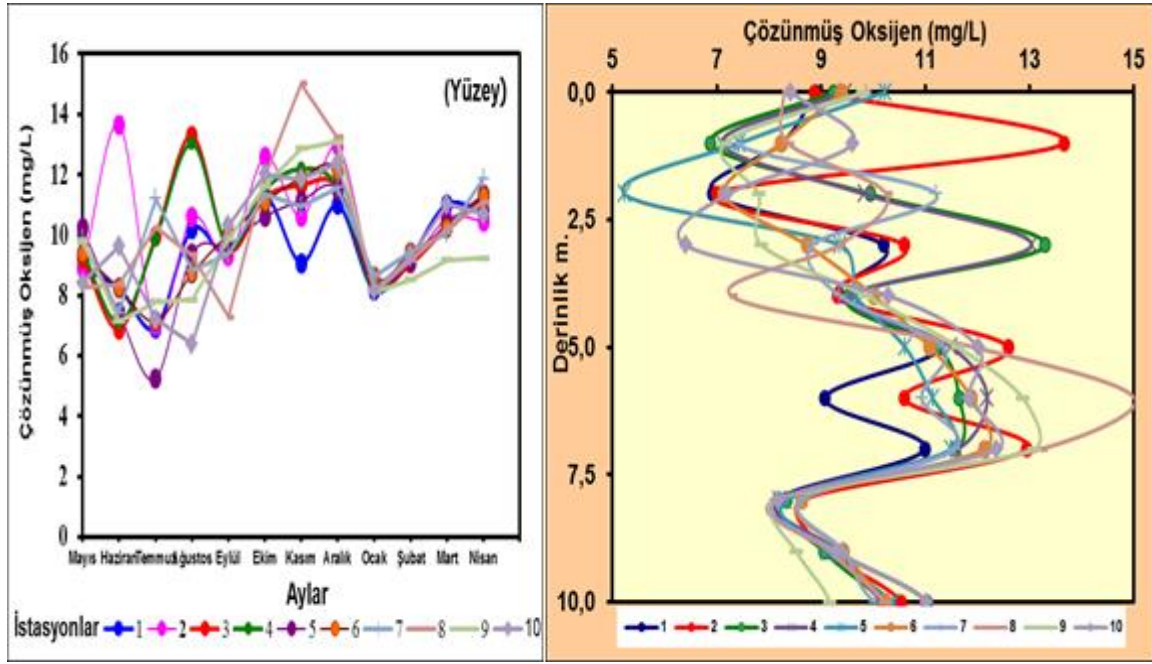 16
14
12
10
8
6
4
2
0
Çözünmüş Oksijen (mg/L)
(Yüzey)
Mayıs Haziran Temmuz Ağustos Eylül Ekim Kasım Aralık Ocak Şubat Mart Nisan
Aylar
İstasyonlar 1 2 3 4 5 6 7 8 9 10
Çözünmüş Oksijen (mg/L)
5 7 9 11 13 15
0,0
2,5
5,0
7,5
10,0
Derinlik m.
1 2 3 4 5 6 7 8 9 10